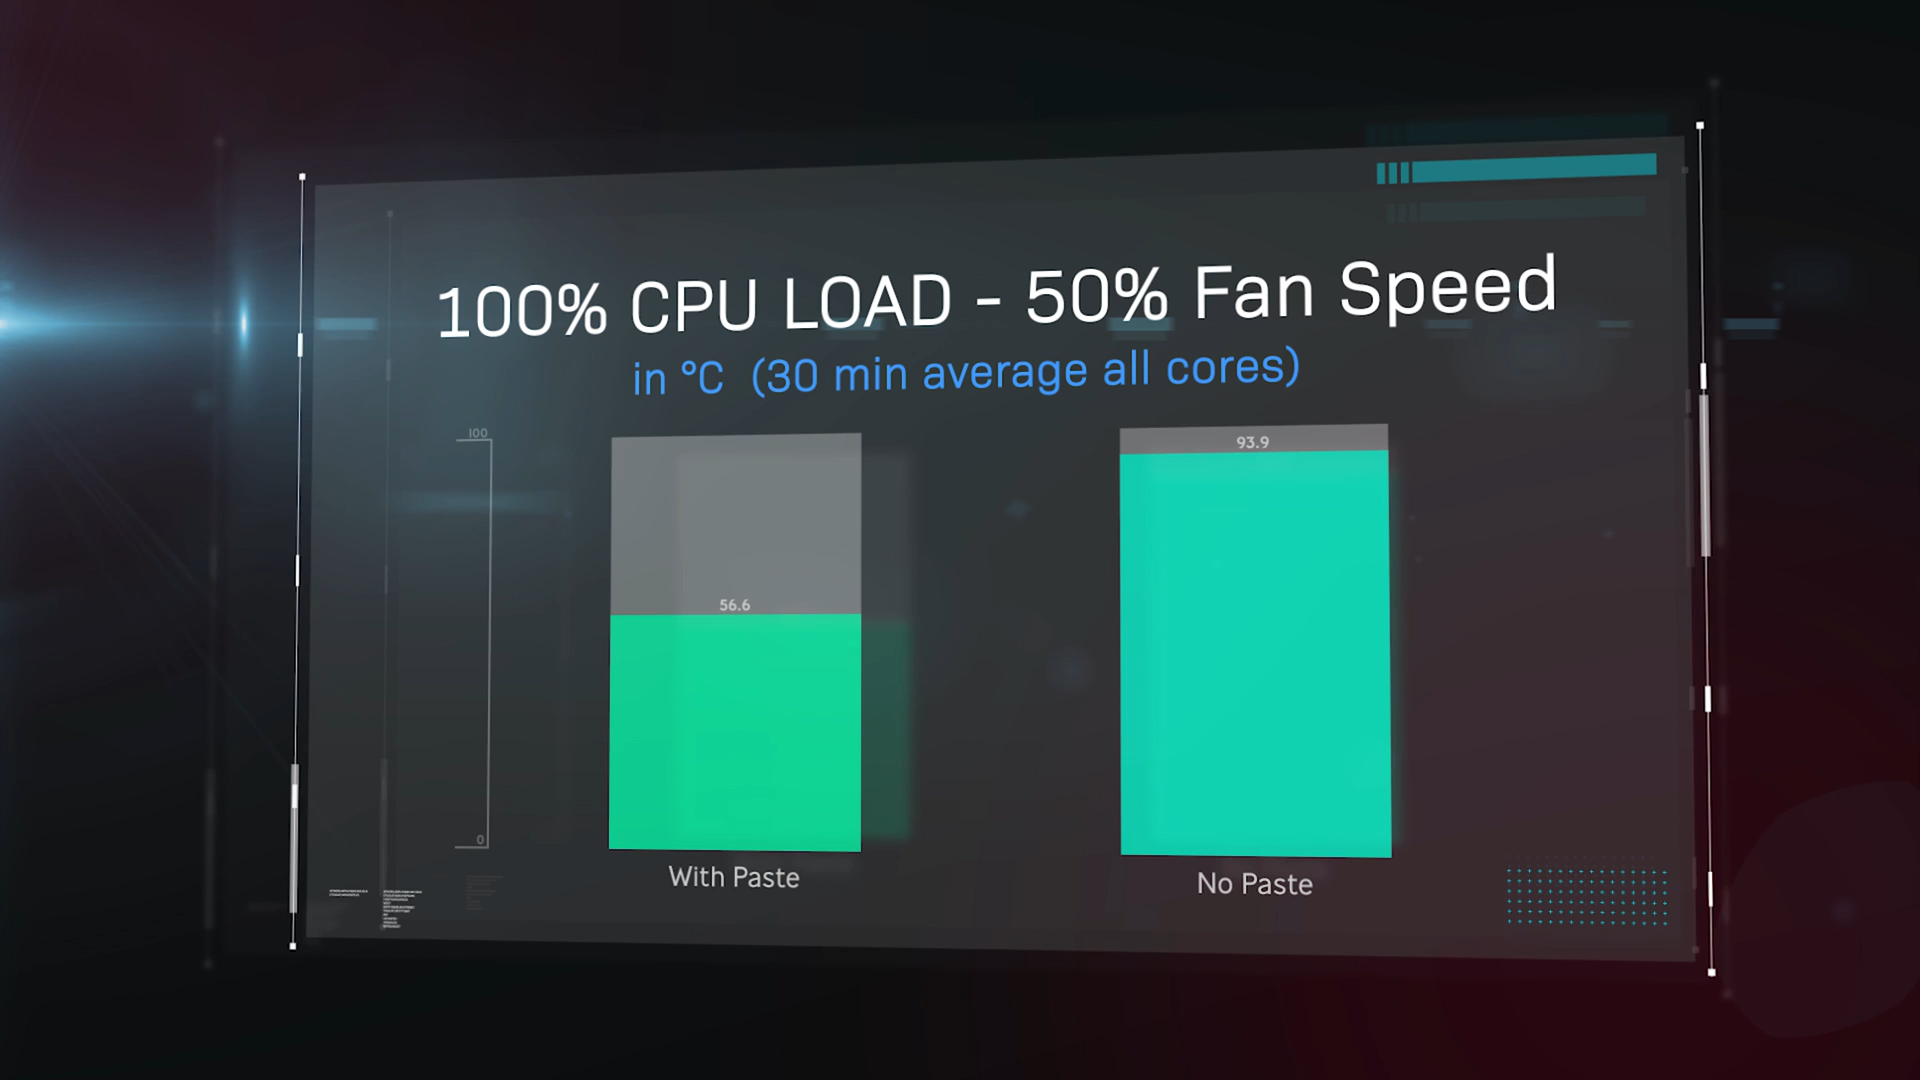 100% CPU LOAD - 50% Fan Speed
in °C (30 min average all cores)
100
93.9
56.6
0
With Paste
No Paste